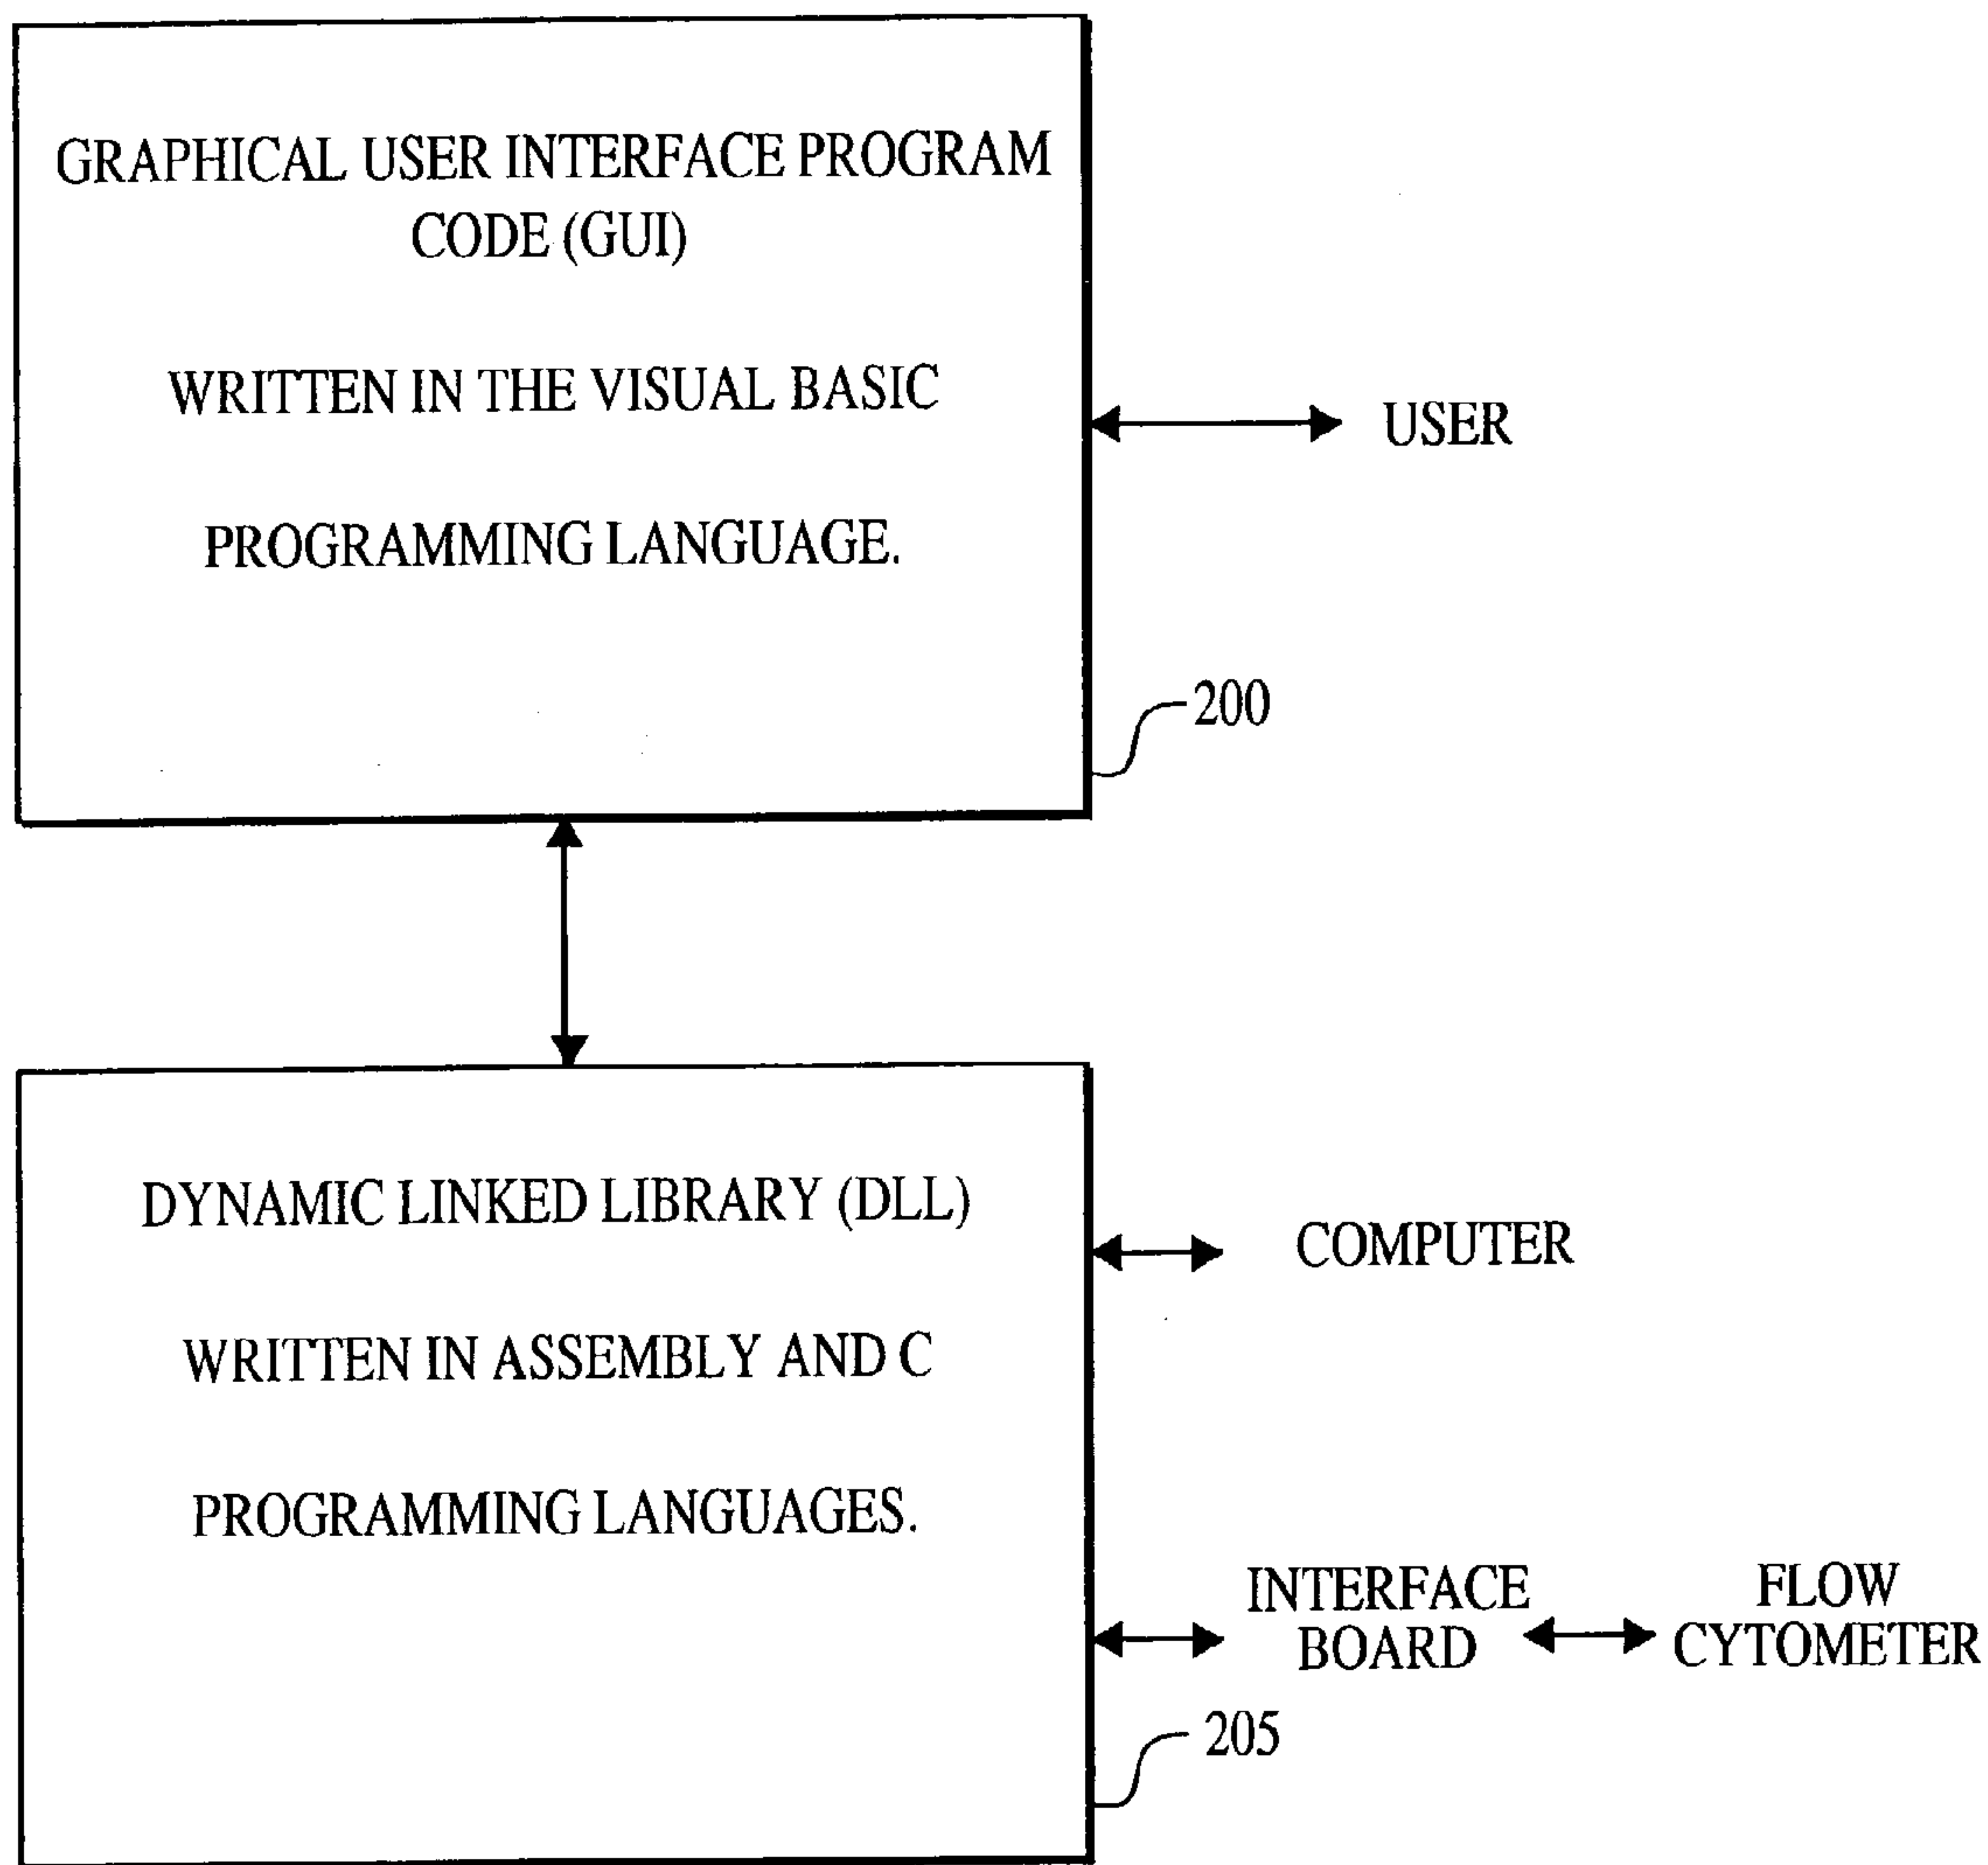 GRAPHICAL USER INTERFACE PROGRAM
CODE (GUI)
WRITTEN IN THE VISUAL BASIC
PROGRAMMING LANGUAGE.
USER
200
DYNAMIC LINKED LIBRARY (DLL)
COMPUTER
WRITTEN IN ASSEMBLY AND C
PROGRAMMING LANGUAGES.
INTERFACE
BOARD
FLOW
CYTOMETER
205